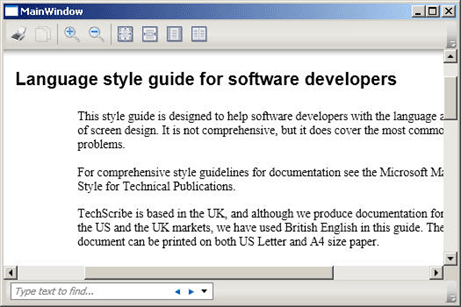 MainWindow
Language style guide for software developers
This style guide is designed to help software developers with the language a
of screen design. It is not comprehensive, but it does cover the most commo
problems.
For comprehensive style guidelines for documentation see the Microsoft Ma
Style for Technical Publications.
TechScribe is based in the UK, and although we produce documentation for
the US and the UK markets, we have used British English in this guide. The
document can be printed on both US Letter and A4 size paper.
Type text to find...